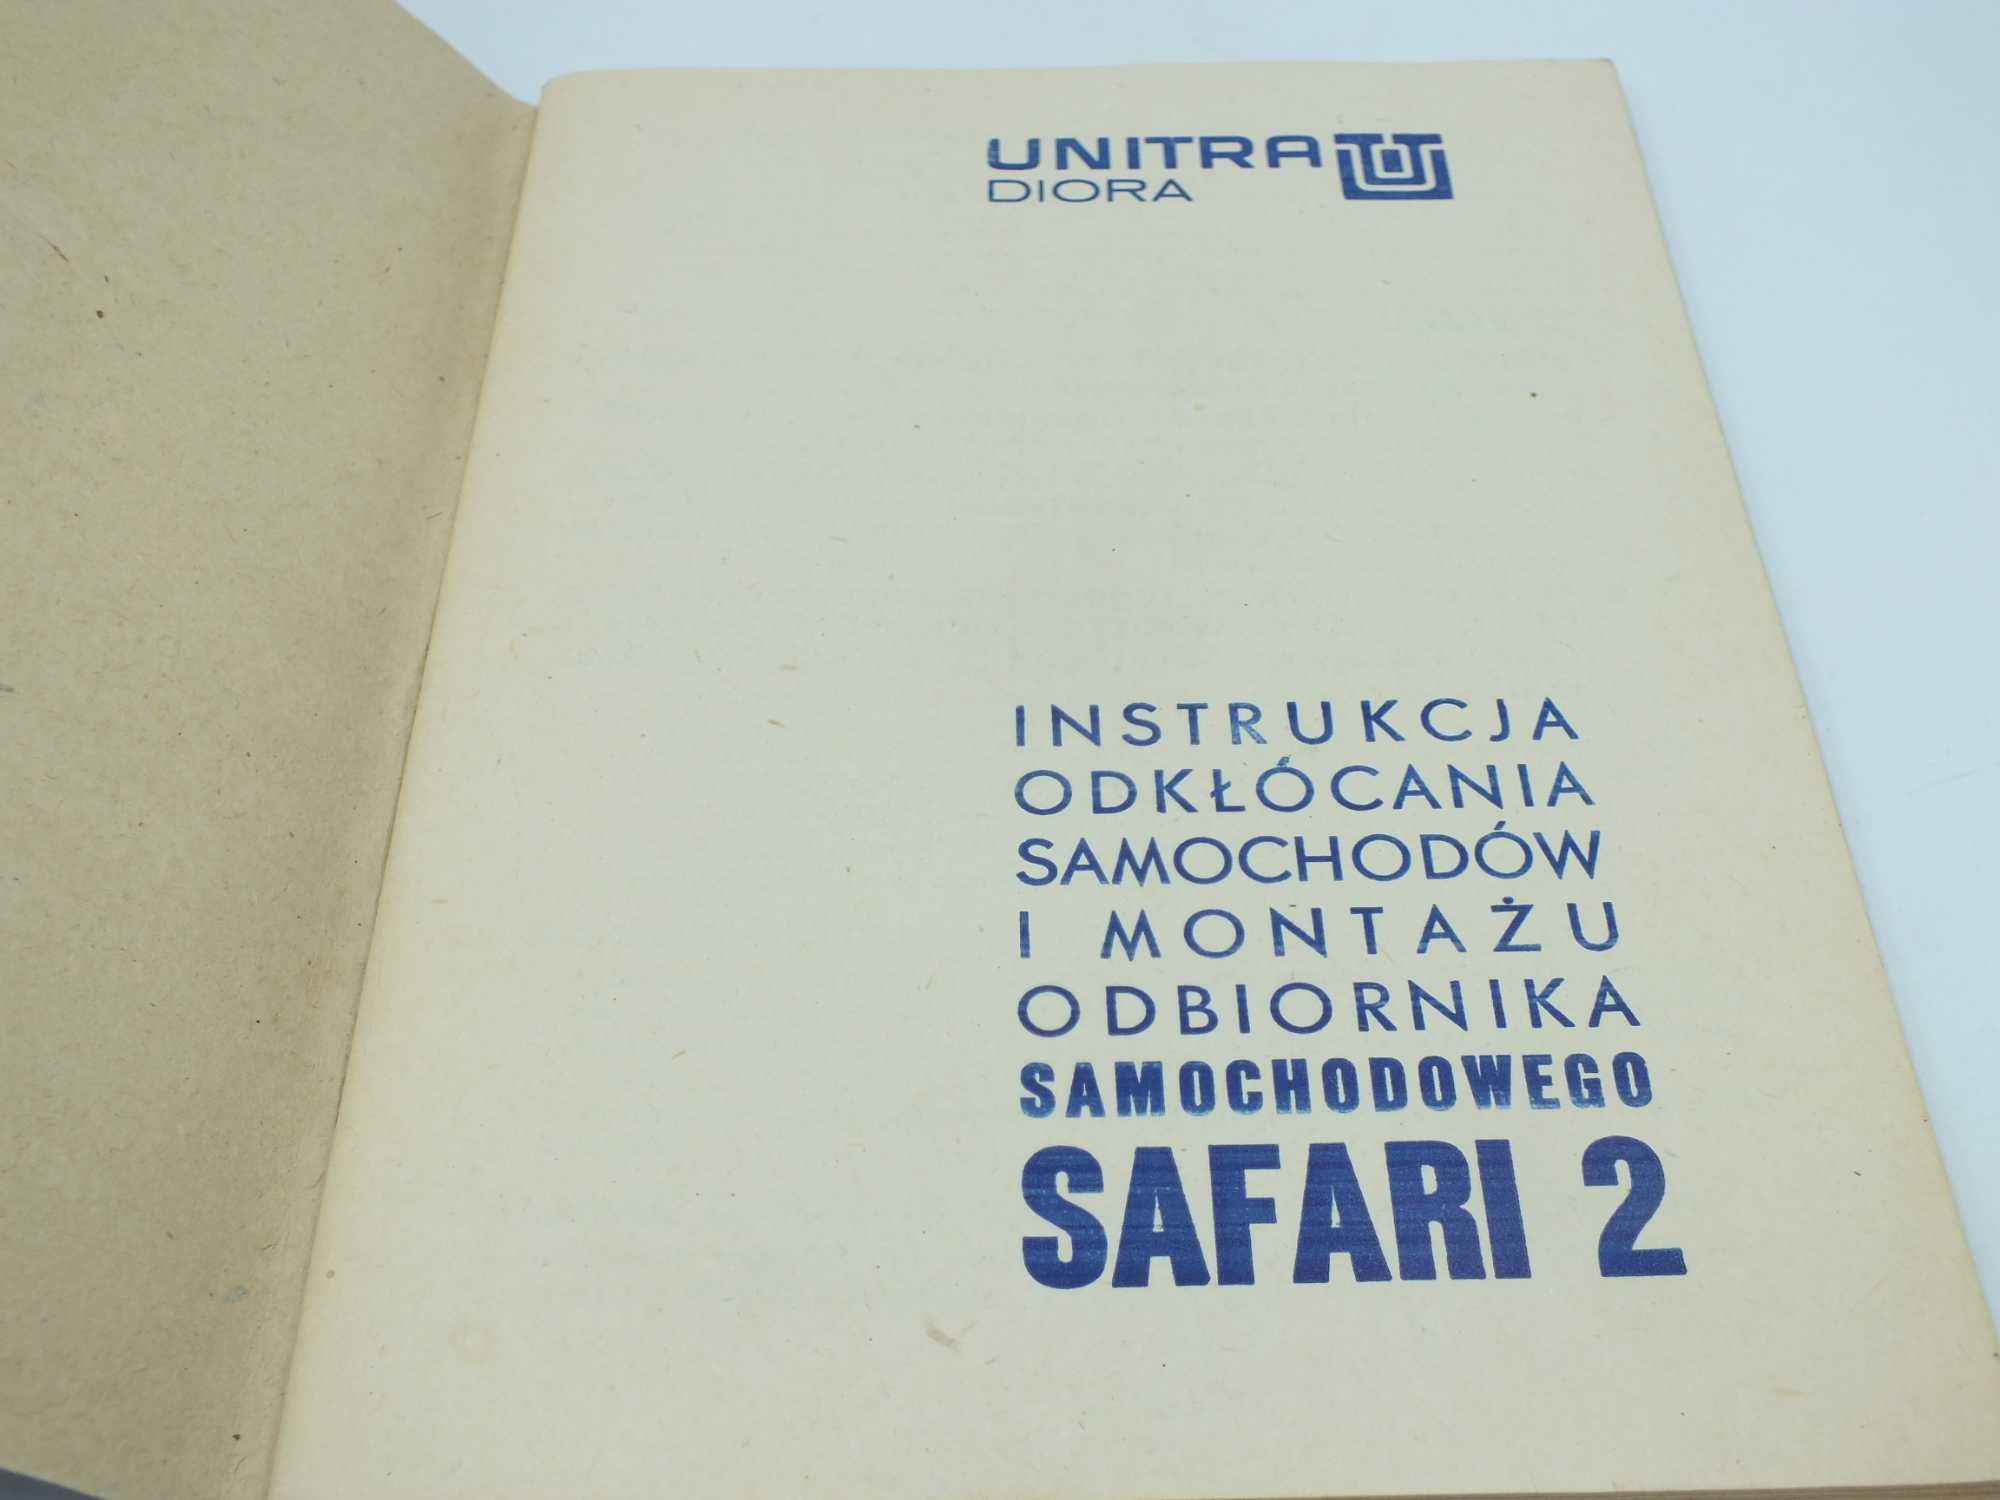 UNITRA
DIORA
INSTRUKCJA
ODKŁÓCANIA
SAMOCHODÓW
I MONTAŻU
ODBIORNIKA
SAMOCHODOWEGO
SAFARI 2